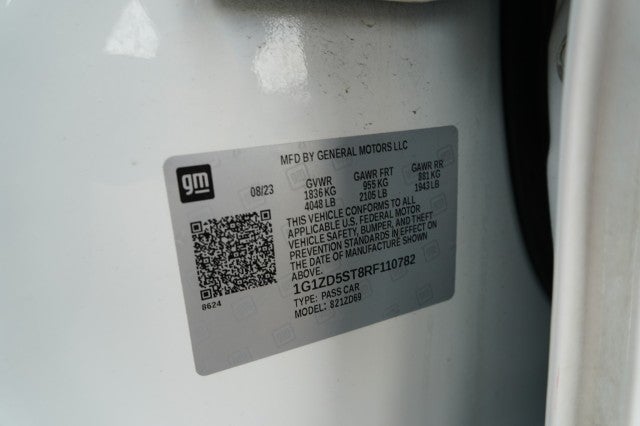 MFD BY GENERAL MOTORS LLC
gm
08/23 GVWR GAWR FRT GAWR RR
1836 KG 955 KG 881 KG
4048 LB 2105 LB 1943 LB
THIS VEHICLE CONFORMS TO ALL
APPLICABLE U.S. FEDERAL MOTOR
VEHICLE SAFETY, BUMPER, AND THEFT
PREVENTION STANDARDS IN EFFECT ON
THE DATE OF MANUFACTURE SHOWN
ABOVE.
1G1ZD5ST8RF110782
TYPE: PASS CAR
MODEL: 821ZD69
8624